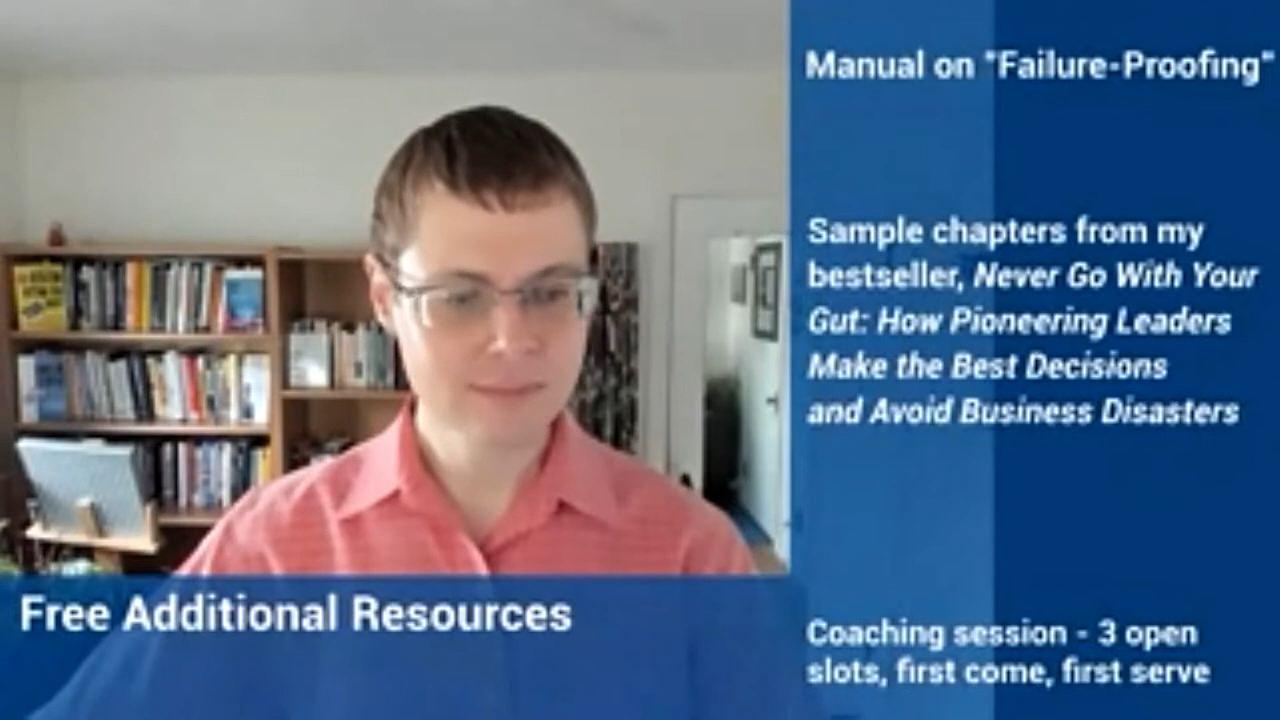 Manual on "Failure-Proofing"
Sample chapters from my
bestseller, Never Go With Your
Gut: How Pioneering Leaders
Make the Best Decisions
and Avoid Business Disasters
Free Additional Resources
Coaching session - 3 open
slots, first come, first serve